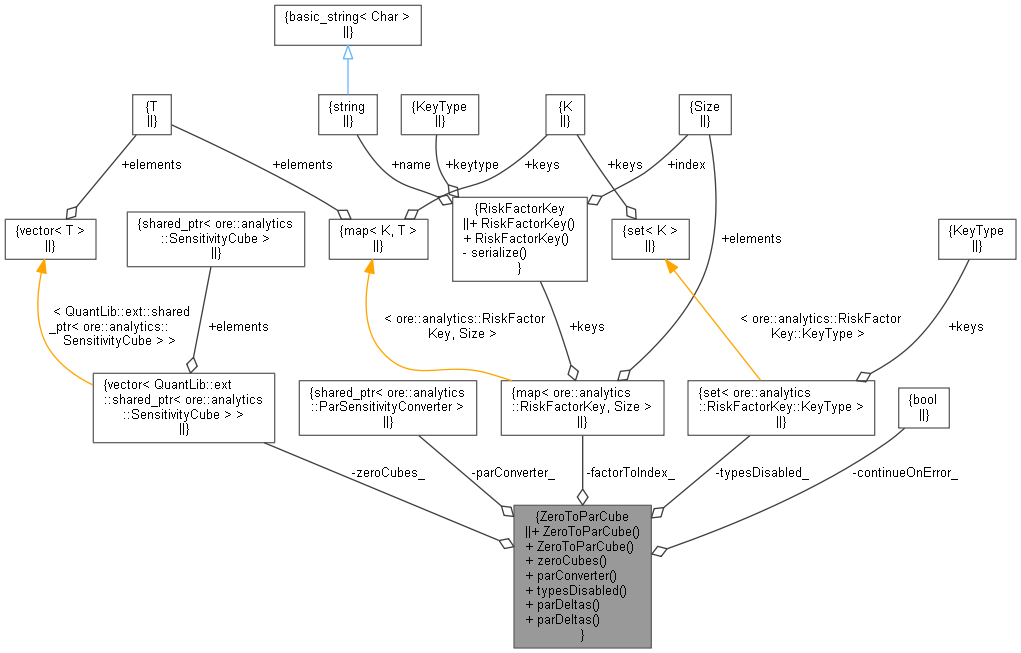 {basic_string< Char >
||}
{T
||}
{string
||}
{KeyType
||}
{K
||}
{Size
||}
+elements
+elements
+name
+keytype
+keys
+keys
+index
{vector< T >
||}
{shared_ptr< ore::analytics
::SensitivityCube >
||}
{map< K, T >
||}
{RiskFactorKey
||+ RiskFactorKey()
+ RiskFactorKey()
- serialize()
}
{set< K >
||}
+elements
{KeyType
||}
< QuantLib::ext::shared
_ptr< ore::analytics::
SensitivityCube > >
+elements
< ore::analytics::RiskFactor
Key, Size >
+keys
< ore::analytics::RiskFactor
Key::KeyType >
+keys
{vector< QuantLib::ext
::shared_ptr< ore::analytics
::SensitivityCube > >
||}
{shared_ptr< ore::analytics
::ParSensitivityConverter >
||}
{map< ore::analytics
::RiskFactorKey, Size >
||}
{set< ore::analytics
::RiskFactorKey::KeyType >
||}
{bool
||}
-zeroCubes_
-parConverter_
-factorToIndex_
-typesDisabled_
-continueOnError_
{ZeroToParCube
||+ ZeroToParCube()
+ ZeroToParCube()
+ zeroCubes()
+ parConverter()
+ typesDisabled()
+ parDeltas()
+ parDeltas()
}